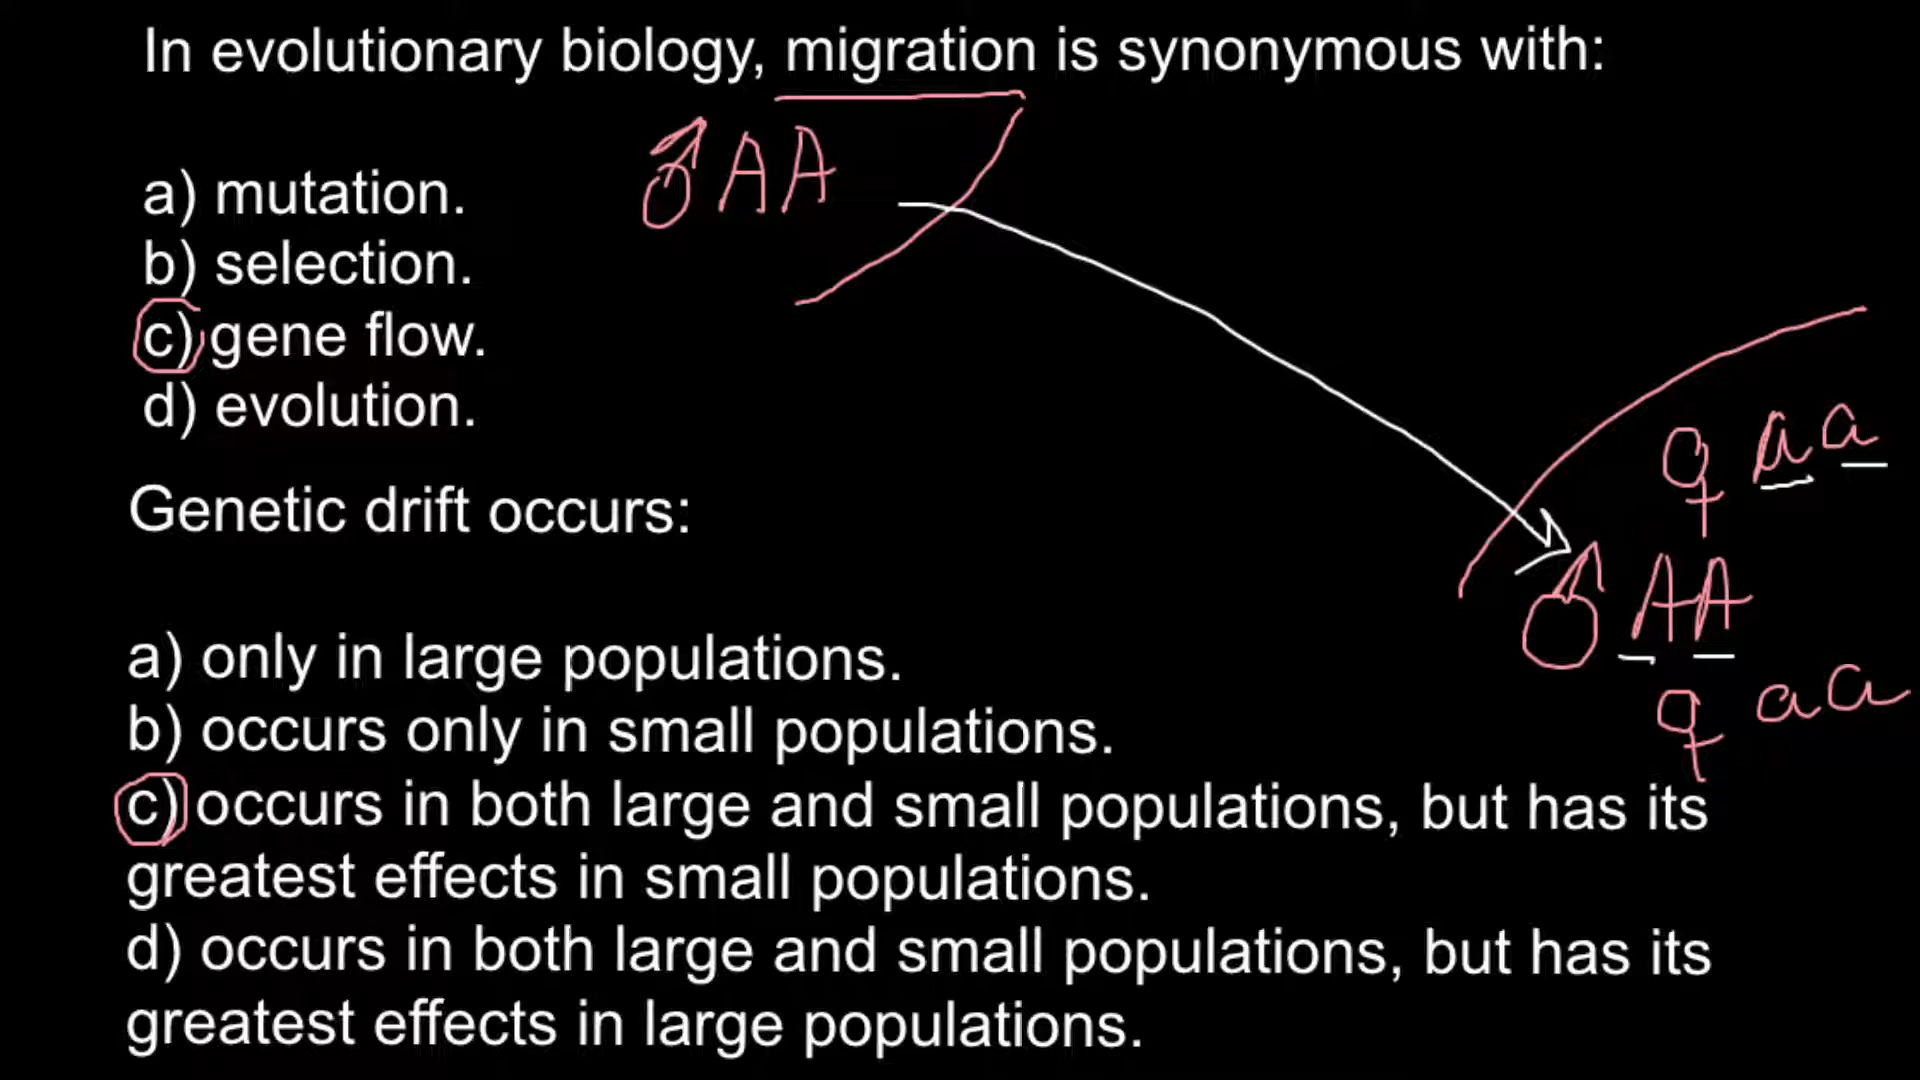 In evolutionary biology, migration is synonymous with:
♂ AA
a) mutation.
b) selection.
c) gene flow.
d) evolution.
♀ aa
Genetic drift occurs:
♂ AA
a) only in large populations.
♀ aa
b) occurs only in small populations.
c) occurs in both large and small populations, but has its
greatest effects in small populations.
d) occurs in both large and small populations, but has its
greatest effects in large populations.